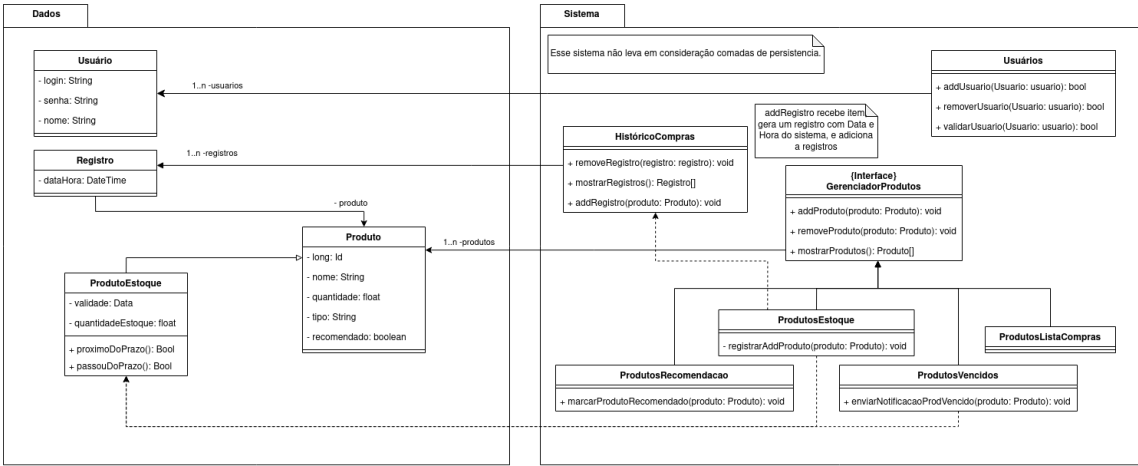 Dados
Usuário
- login: String
- senha: String
- nome: String
1..n -usuarios
Registro
- dataHora: DateTime
1..n -registros
- produto
Produto
- long: Id
- nome: String
- quantidade: float
- tipo: String
- recomendado: boolean
1..n -produtos
ProdutoEstoque
- validade: Data
- quantidadeEstoque: float
+ proximoDoPrazo(): Bool
+ passouDoPrazo(): Bool
Sistema
Esse sistema não leva em consideração comadas de persistencia.
Usuários
+ addUsuario(Usuario: usuario): bool
+ removerUsuario(Usuario: usuario): bool
+ validarUsuario(Usuario: usuario): bool
addRegistro recebe item,
gera um registro com Data e
Hora do sistema, e adiciona
a registros
HistóricoCompras
+ removeRegistro(registro: registro): void
+ mostrarRegistros(): Registro[]
+ addRegistro(produto: Produto): void
{Interface}
GerenciadorProdutos
+ addProduto(produto: Produto): void
+ removeProduto(produto: Produto): void
+ mostrarProdutos(): Produto[]
ProdutosEstoque
- registrarAddProduto(produto: Produto): void
ProdutosListaCompras
ProdutosRecomendacao
+ marcarProdutoRecomendado(produto: Produto): void
ProdutosVencidos
+ enviarNotificacaoProdVencido(produto: Produto): void